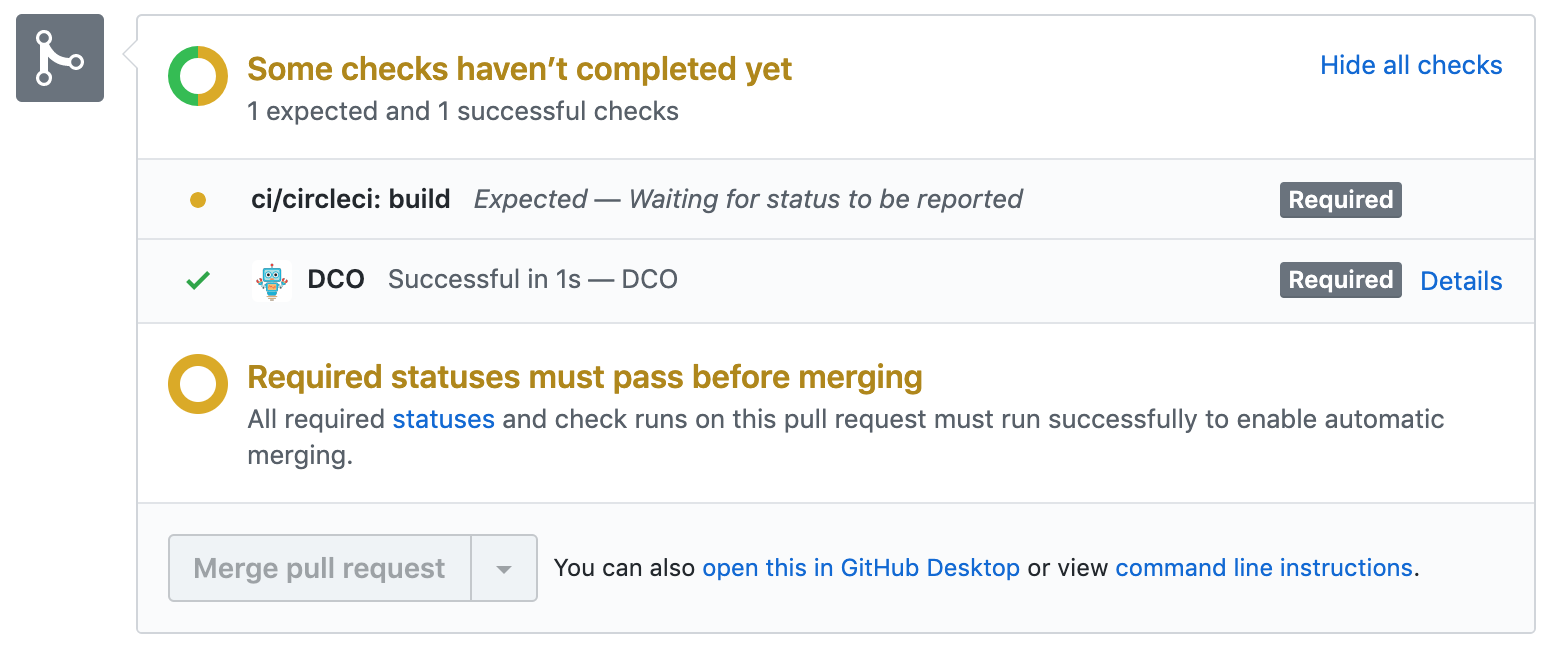 Some checks haven’t completed yet
Hide all checks
1 expected and 1 successful checks
ci/circleci: build Expected — Waiting for status to be reported Required
DCO Successful in 1s — DCO Required Details
Required statuses must pass before merging
All required statuses and check runs on this pull request must run successfully to enable automatic
merging.
Merge pull request You can also open this in GitHub Desktop or view command line instructions.